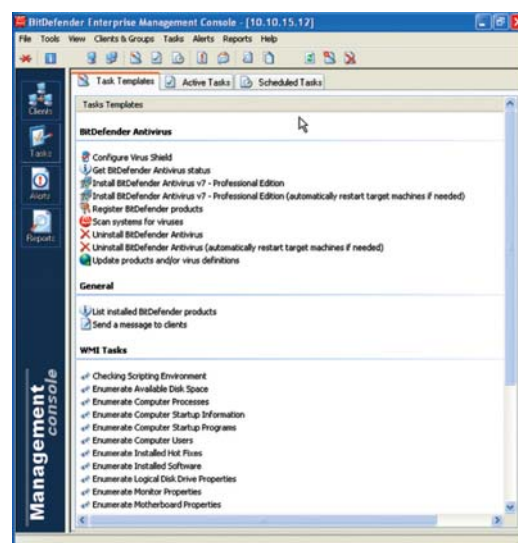 BitDefender Enterprise Management Console - [10.10.15.17]
File Tools View Clients & Groups Tasks Alerts Reports Help
Task Templates Active Tasks Scheduled Tasks
Clients
Tasks
Alerts
Reports
Management
console
Tasks Templates
BitDefender Antivirus
Configure Virus Shield
Get BitDefender Antivirus status
Install BitDefender Antivirus v7 - Professional Edition
Install BitDefender Antivirus v7 - Professional Edition (automatically restart target machines if needed)
Register BitDefender products
Scan systems for viruses
Uninstall BitDefender Antivirus
Uninstall BitDefender Antivirus (automatically restart target machines if needed)
Update products and/or virus definitions
General
List installed BitDefender products
Send a message to clients
WMI Tasks
Checking Scripting Environment
Enumerate Available Disk Space
Enumerate Computer Processes
Enumerate Computer Startup Information
Enumerate Computer Startup Programs
Enumerate Computer Users
Enumerate Installed Hot Fixes
Enumerate Installed Software
Enumerate Logical Disk Drive Properties
Enumerate Monitor Properties
Enumerate Motherboard Properties